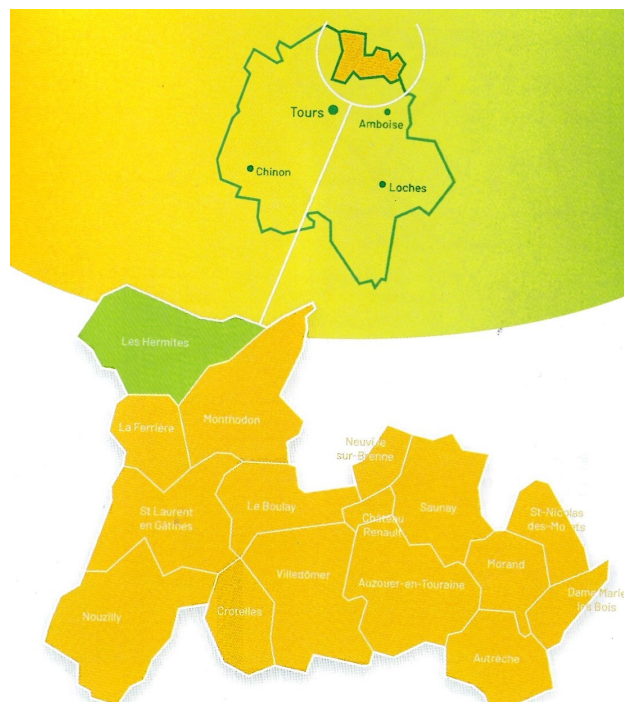 Tours
Amboise
Chinon
Loches
Les Hermites
La Ferrière
Monthodon
Neuville
sur-Brenne
St Laurent
en Gâtines
La Boulay
Château
Renault
Saunay
St-Nicolas
des-Motets
Nouzilly
Crotelles
Villedômer
Auzouer-en-Touraine
Morand
Dame Marie
les Bois
Autrèche